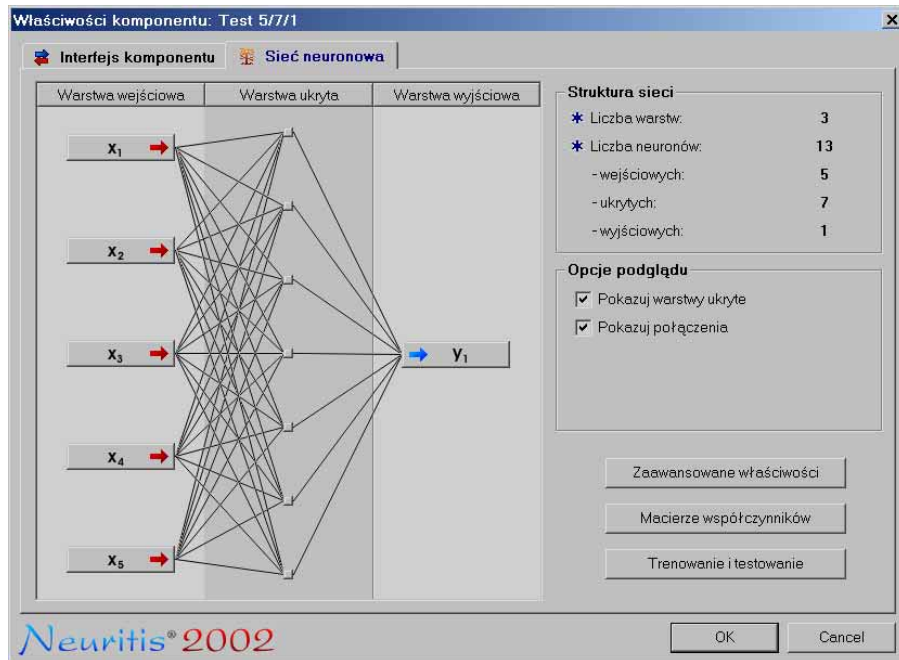 Właściwości komponentu: Test 5/7/1
Interfejs komponentu
Sieć neuronowa
Warstwa wejściowa
Warstwa ukryta
Warstwa wyjściowa
x₁
x₂
x₃
x₄
x₅
y₁
Struktura sieci
Liczba warstw: 3
Liczba neuronów: 13
- wejściowych: 5
- ukrytych: 7
- wyjściowych: 1
Opcje podglądu
Pokazuj warstwy ukryte
Pokazuj połączenia
Zaawansowane właściwości
Macierze współczynników
Trenowanie i testowanie
Neuritis® 2002
OK
Cancel